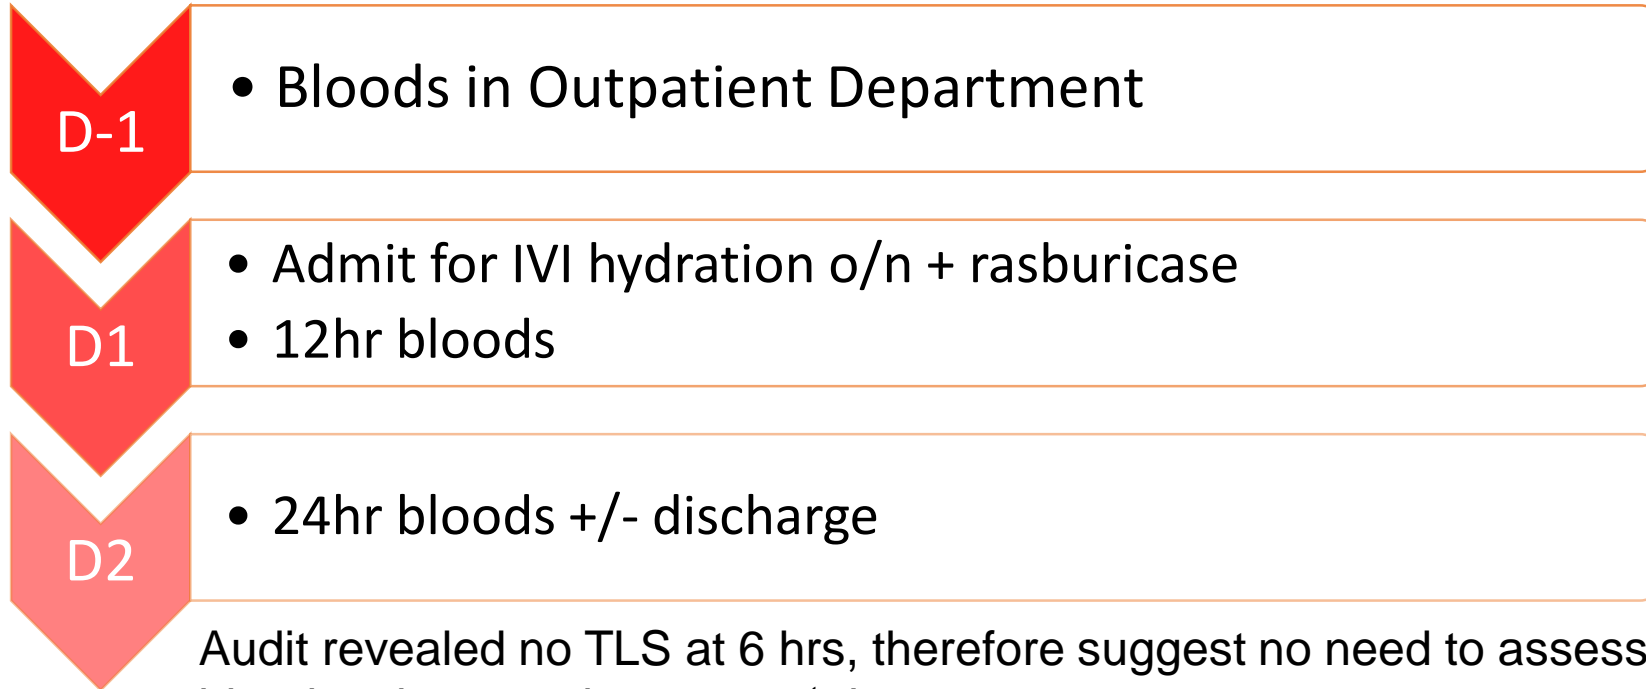 D-1
• Bloods in Outpatient Department
D1
• Admit for IVI hydration o/n + rasburicase
• 12hr bloods
D2
• 24hr bloods +/- discharge
Audit revealed no TLS at 6 hrs, therefore suggest no need to assess